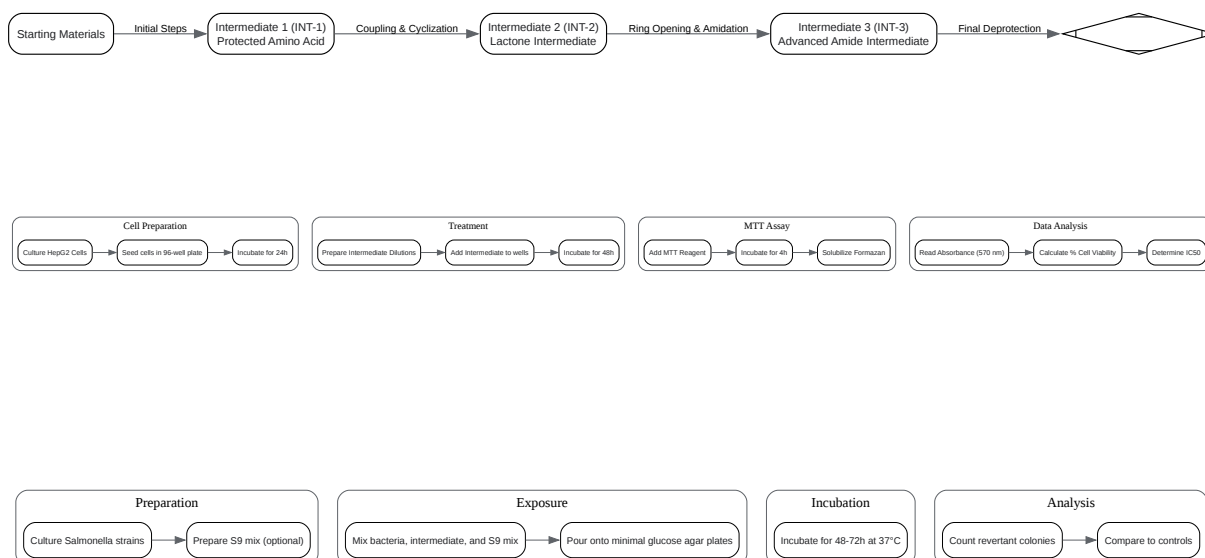 Starting Materials
Initial Steps
Intermediate 1 (INT-1)
Protected Amino Acid
Coupling & Cyclization
Intermediate 2 (INT-2)
Lactone Intermediate
Ring Opening & Amidation
Intermediate 3 (INT-3)
Advanced Amide Intermediate
Final Deprotection
Cell Preparation
Culture HepG2 Cells
Seed cells in 96-well plate
Incubate for 24h
Treatment
Prepare Intermediate Dilutions
Add Intermediate to wells
Incubate for 48h
MTT Assay
Add MTT Reagent
Incubate for 4h
Solubilize Formazan
Data Analysis
Read Absorbance (570 nm)
Calculate % Cell Viability
Determine IC50
Preparation
Culture Salmonella strains
Prepare S9 mix (optional)
Exposure
Mix bacteria, intermediate, and S9 mix
Pour onto minimal glucose agar plates
Incubation
Incubate for 48-72h at 37°C
Analysis
Count revertant colonies
Compare to controls